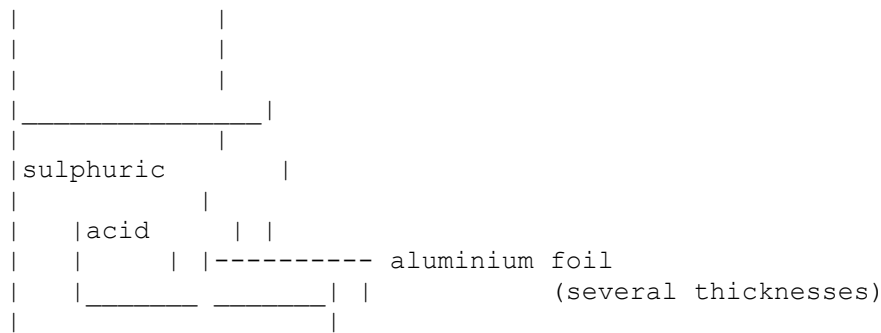 sulphuric
acid
aluminium foil
(several thicknesses)